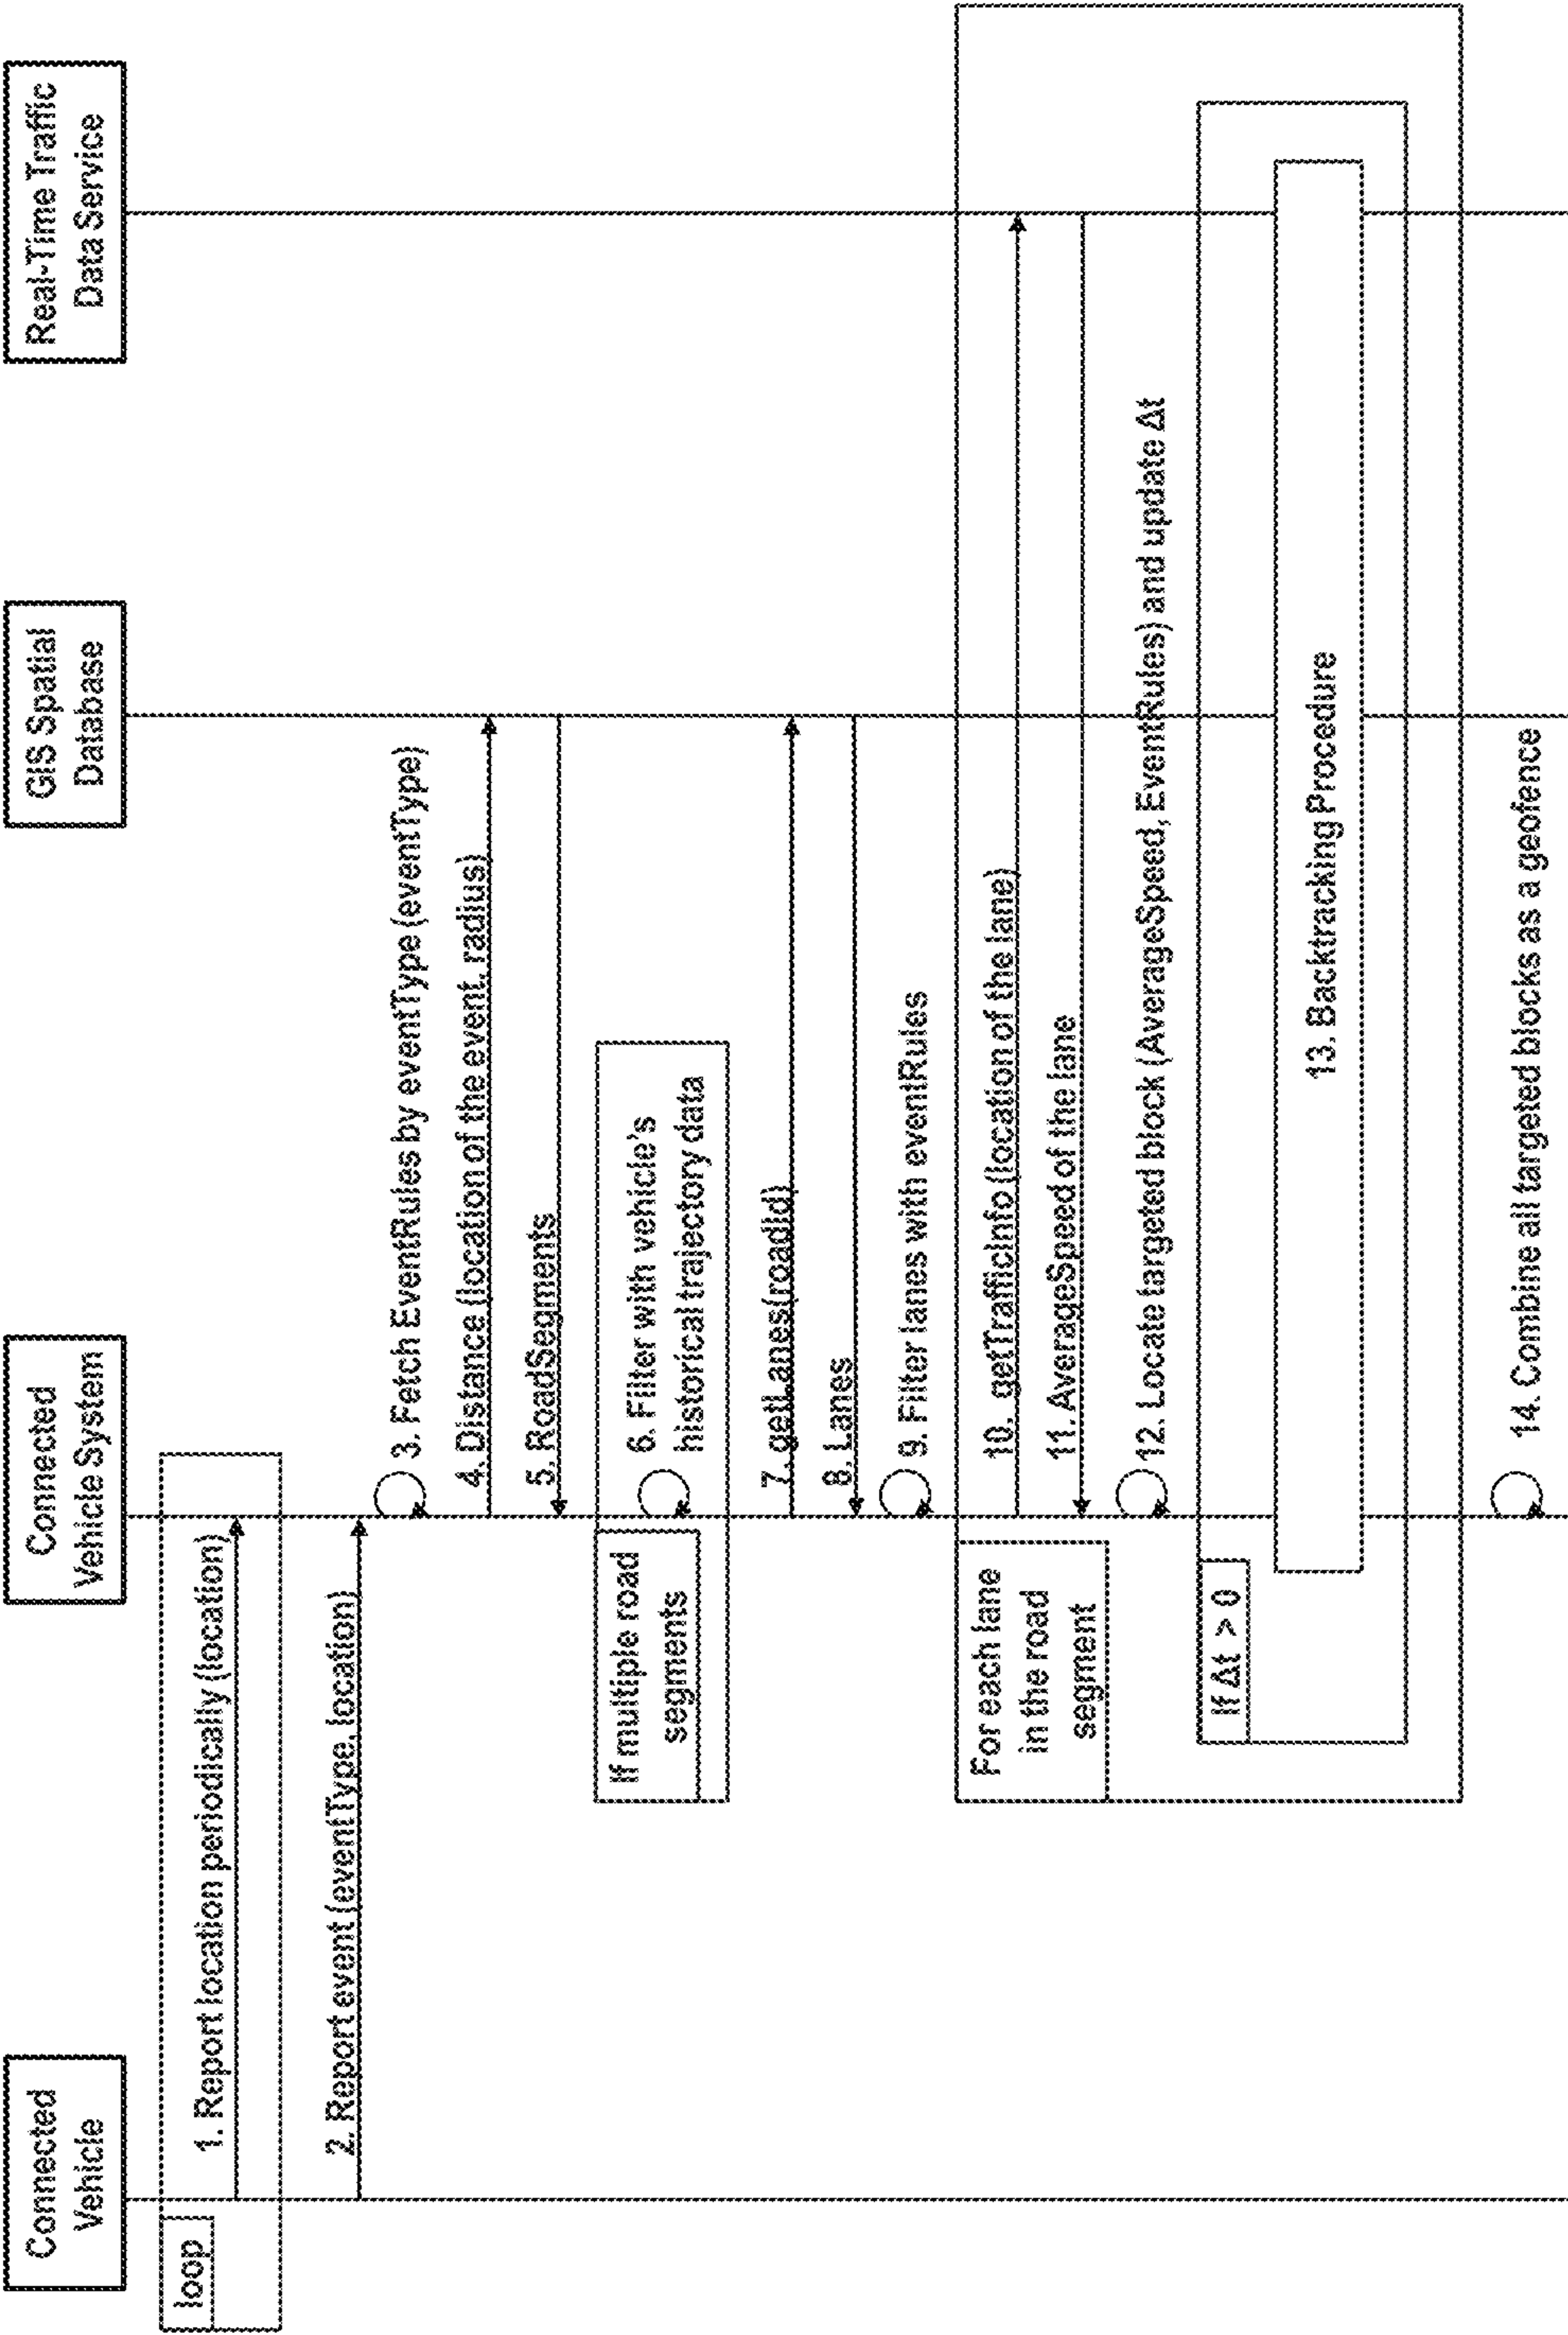 Connected
Vehicle
Connected
Vehicle System
GIS Spatial
Database
Real-Time Traffic
Data Service
loop
1. Report location periodically (location)
2. Report event (eventType, location)
3. Fetch EventRules by eventType (eventType)
4. Distance (location of the event, radius)
5. RoadSegments
If multiple road
segments
6. Filter with vehicle's
historical trajectory data
7. getLanes(roadId)
8. Lanes
9. Filter lanes with eventRules
For each lane
in the road
segment
10. getTrafficInfo (location of the lane)
11. AverageSpeed of the lane
12. Locate targeted block (AverageSpeed, EventRules) and update Δt
If Δt > 0
13. Backtracking Procedure
14. Combine all targeted blocks as a geofence